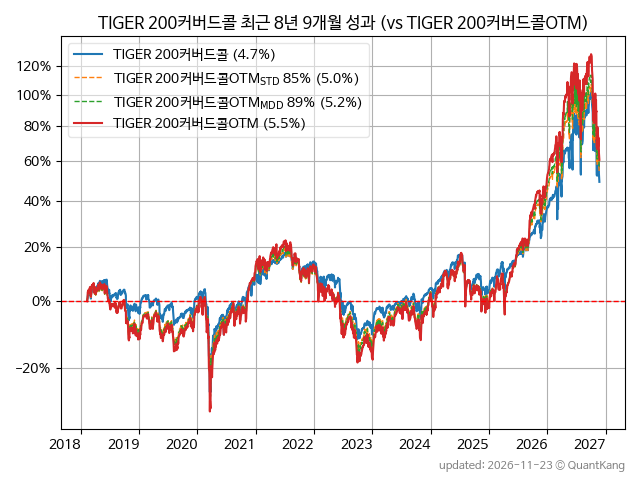 TIGER 200커버드콜 최근 8년 9개월 성과 (vs TIGER 200커버드콜OTM)
TIGER 200커버드콜 (4.7%)
TIGER 200커버드콜OTM_STD 85% (5.0%)
TIGER 200커버드콜OTM_MDD 89% (5.2%)
TIGER 200커버드콜OTM (5.5%)
120%
100%
80%
60%
40%
20%
0%
−20%
2018 2019 2020 2021 2022 2023 2024 2025 2026 2027
updated: 2026-11-23 © QuantKang